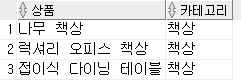 상품 카테고리
1 나무 책상 책상
2 럭셔리 오피스 책상 책상
3 접이식 다이닝 테이블 책상